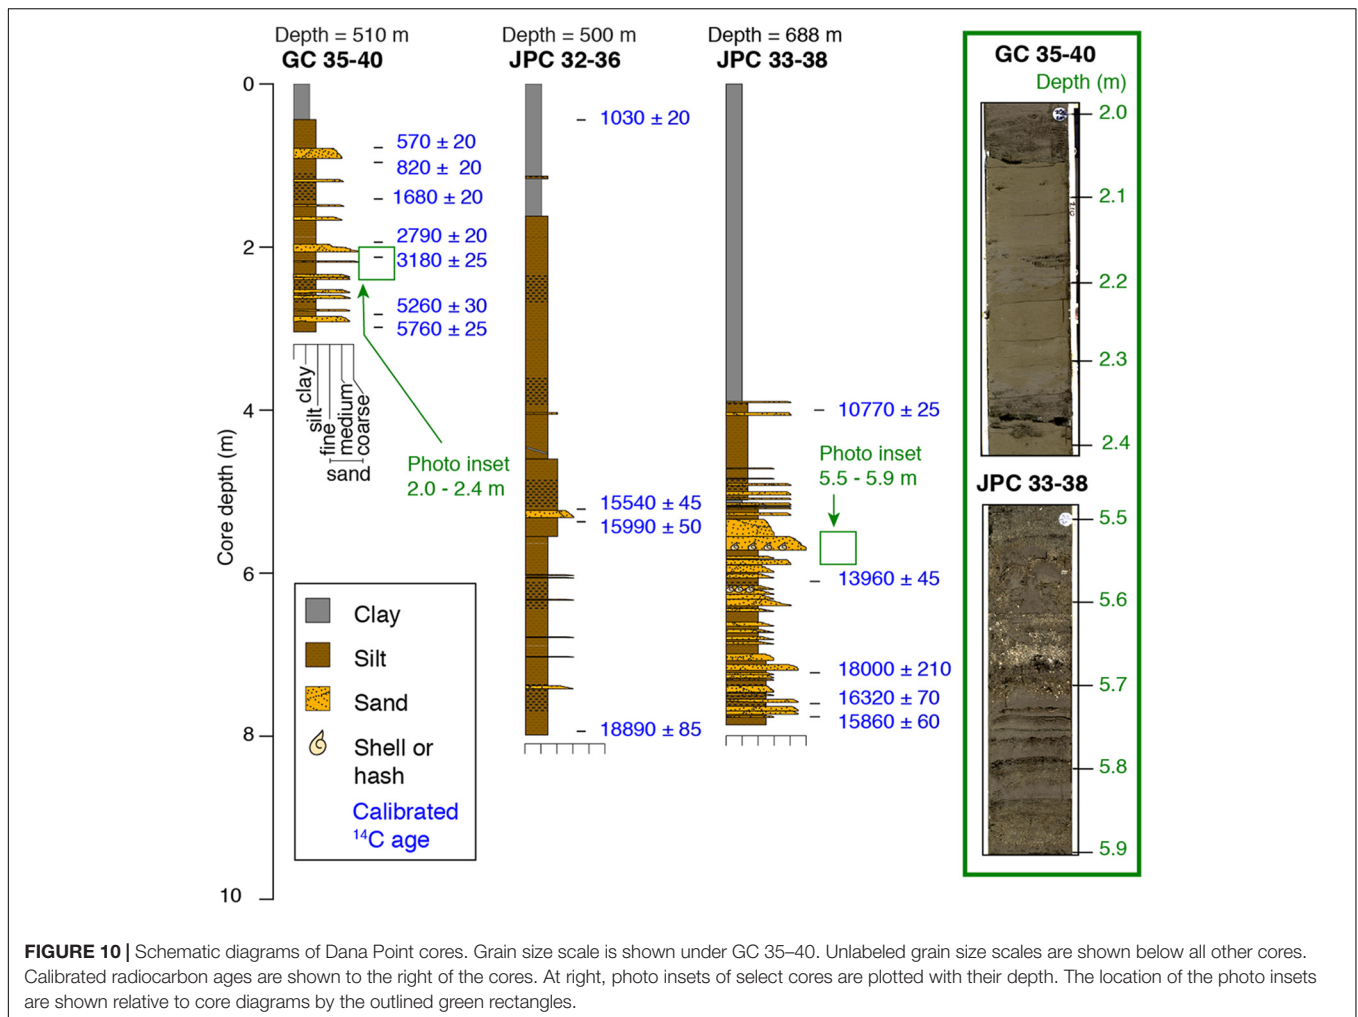 Depth = 510 m
GC 35-40
Depth = 500 m
JPC 32-36
Depth = 688 m
JPC 33-38
Core depth (m)
0
2
4
6
8
10
570 ± 20
820 ± 20
1680 ± 20
2790 ± 20
3180 ± 25
5260 ± 30
5760 ± 25
clay
silt
fine
medium
coarse
sand
Photo inset
2.0 - 2.4 m
1030 ± 20
15540 ± 45
15990 ± 50
18890 ± 85
10770 ± 25
Photo inset
5.5 - 5.9 m
13960 ± 45
18000 ± 210
16320 ± 70
15860 ± 60
Clay
Silt
Sand
Shell or
hash
Calibrated
¹⁴C age
GC 35-40
Depth (m)
2.0
2.1
2.2
2.3
2.4
JPC 33-38
5.5
5.6
5.7
5.8
5.9
FIGURE 10 | Schematic diagrams of Dana Point cores. Grain size scale is shown under GC 35–40. Unlabeled grain size scales are shown below all other cores.
Calibrated radiocarbon ages are shown to the right of the cores. At right, photo insets of select cores are plotted with their depth. The location of the photo insets
are shown relative to core diagrams by the outlined green rectangles.